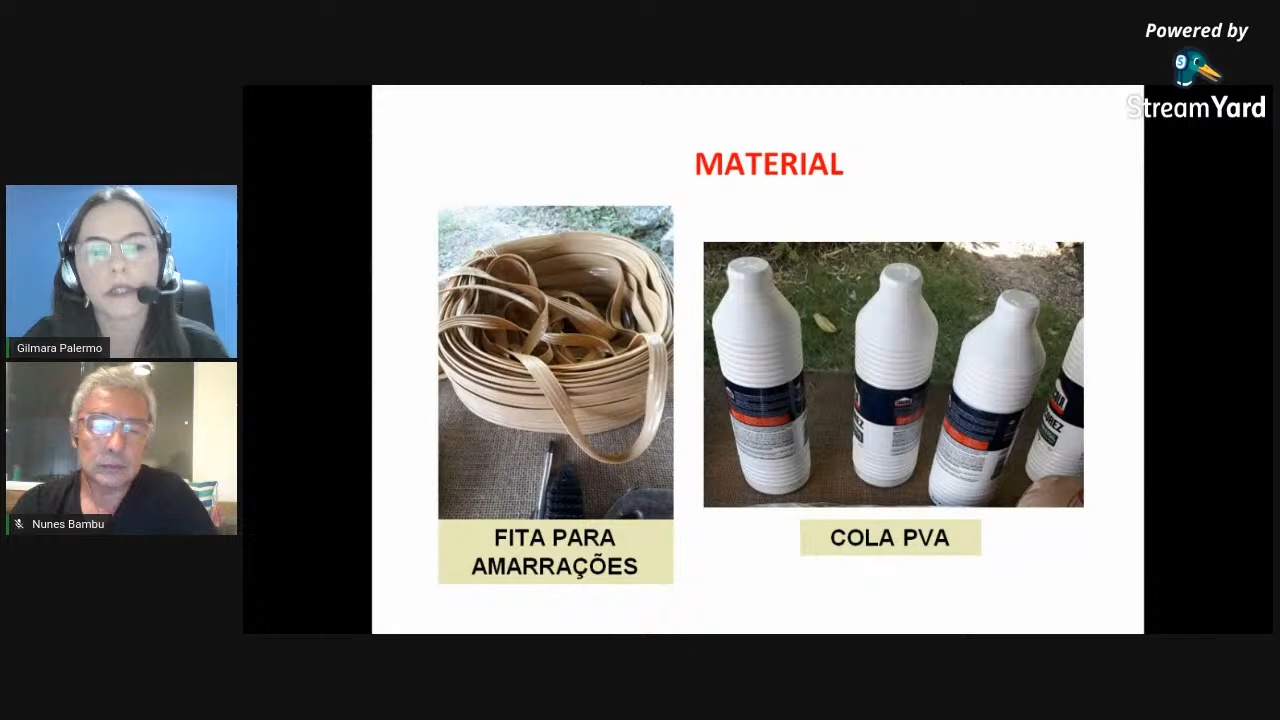 Powered by
StreamYard
MATERIAL
Gilmara Palermo
Nunes Bambu
FITA PARA
AMARRAÇÕES
COLA PVA